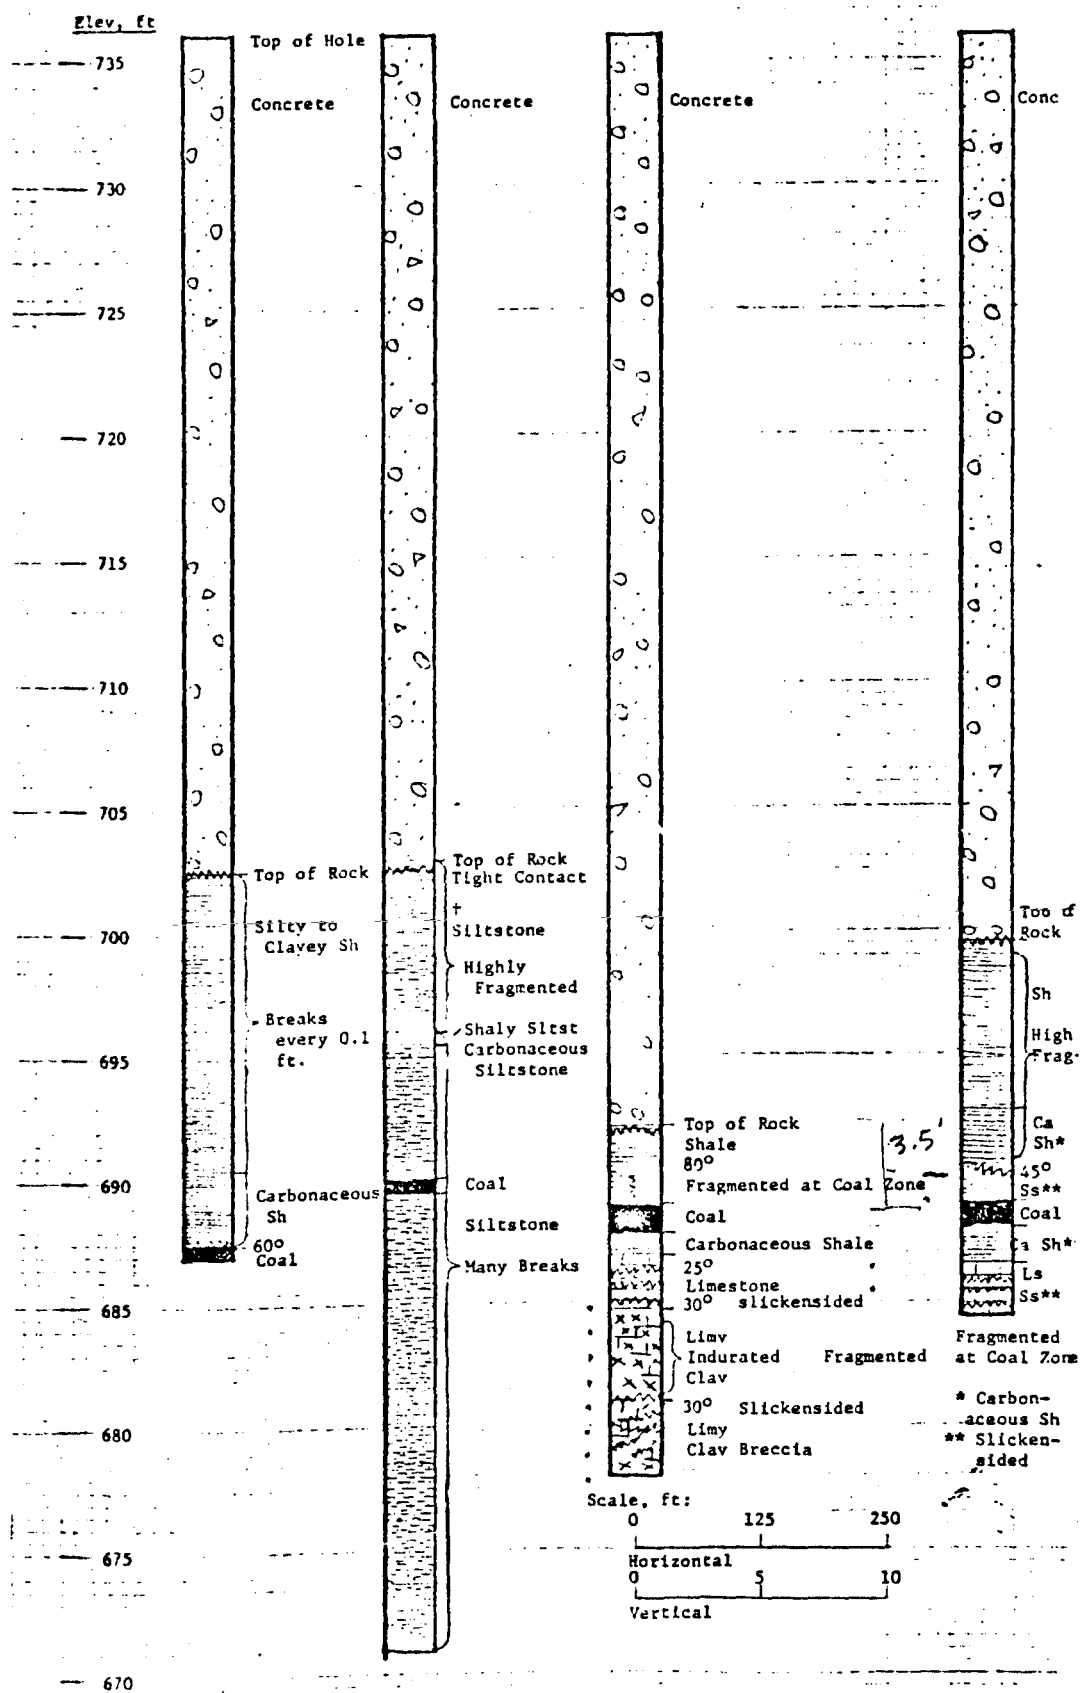 Elev, ft
735
730
725
720
715
710
705
700
695
690
685
680
675
670
Top of Hole
Concrete
Top of Rock
Silty to
Clayey Sh
Breaks
every 0.1
ft.
Carbonaceous
Sh
60°
Coal
Concrete
Top of Rock
Tight Contact
†
Siltstone
Highly
Fragmented
Shaly Sltst
Carbonaceous
Siltstone
Coal
Siltstone
Many Breaks
Concrete
Top of Rock
Shale
80°
3.5'
Fragmented at Coal Zone
Coal
Carbonaceous Shale
25°
Limestone
30° slickensided
Limy
Indurated Fragmented
Clay
30° Slickensided
Limy
Clay Breccia
Conc
Top of
Rock
Sh
High
Frag-
Ca
Sh*
45°
Ss**
Coal
Ca Sh*
Ls
Ss**
Fragmented
at Coal Zone
* Carbon-
aceous Sh
** Slicken-
sided
Scale, ft:
0 125 250
Horizontal
0 5 10
Vertical